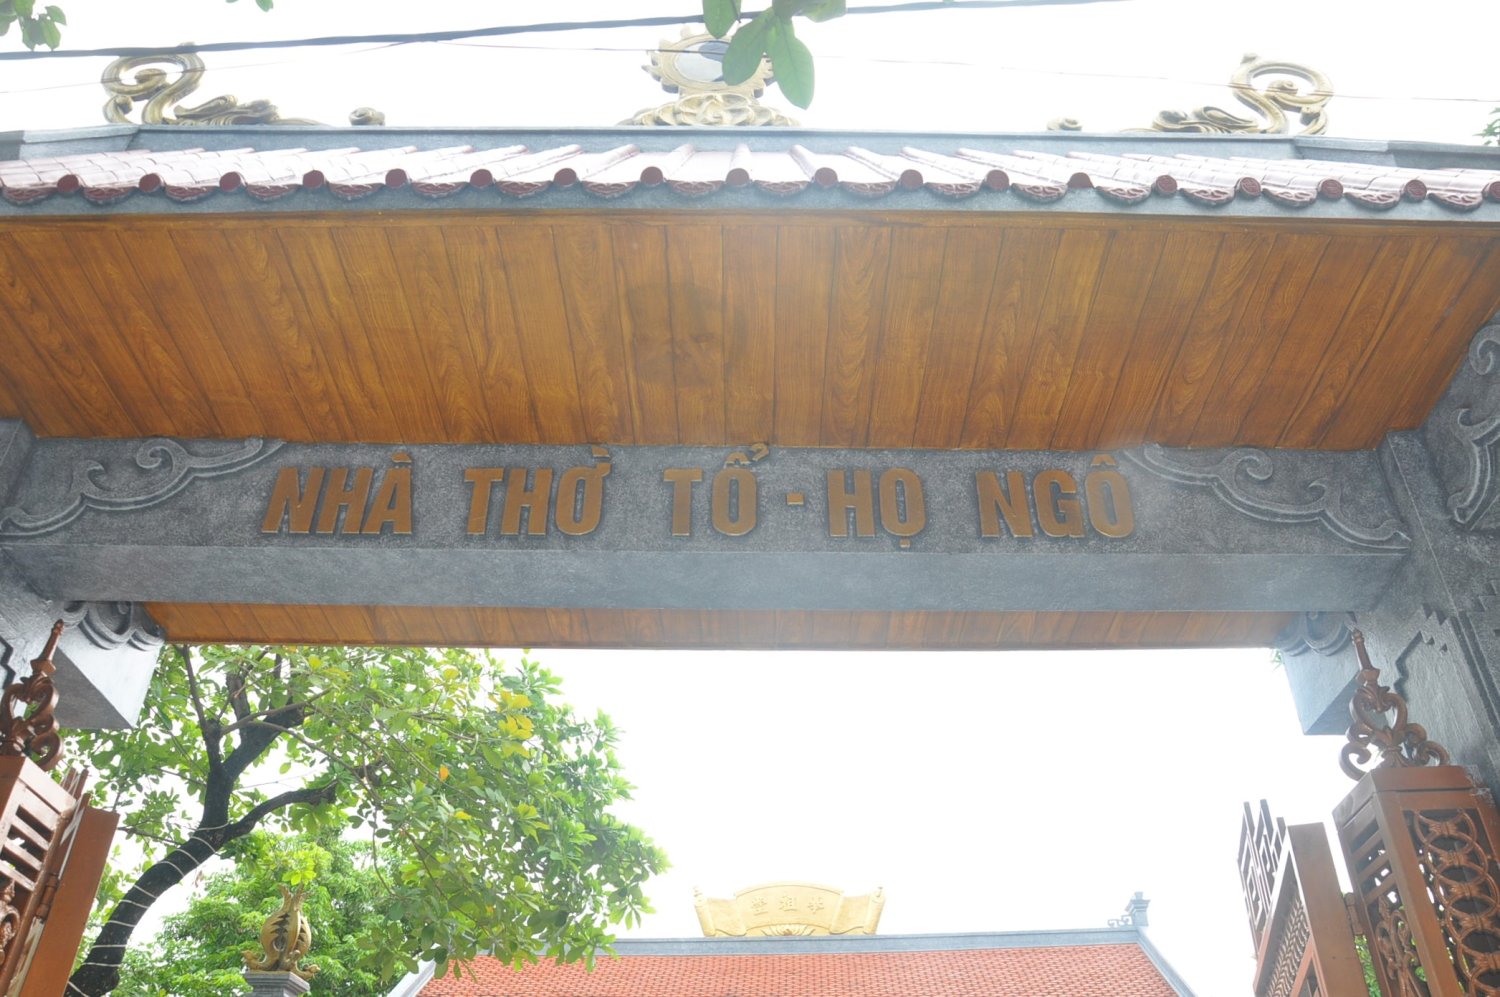 NHÀ THỜ TỔ - HỌ NGÔ